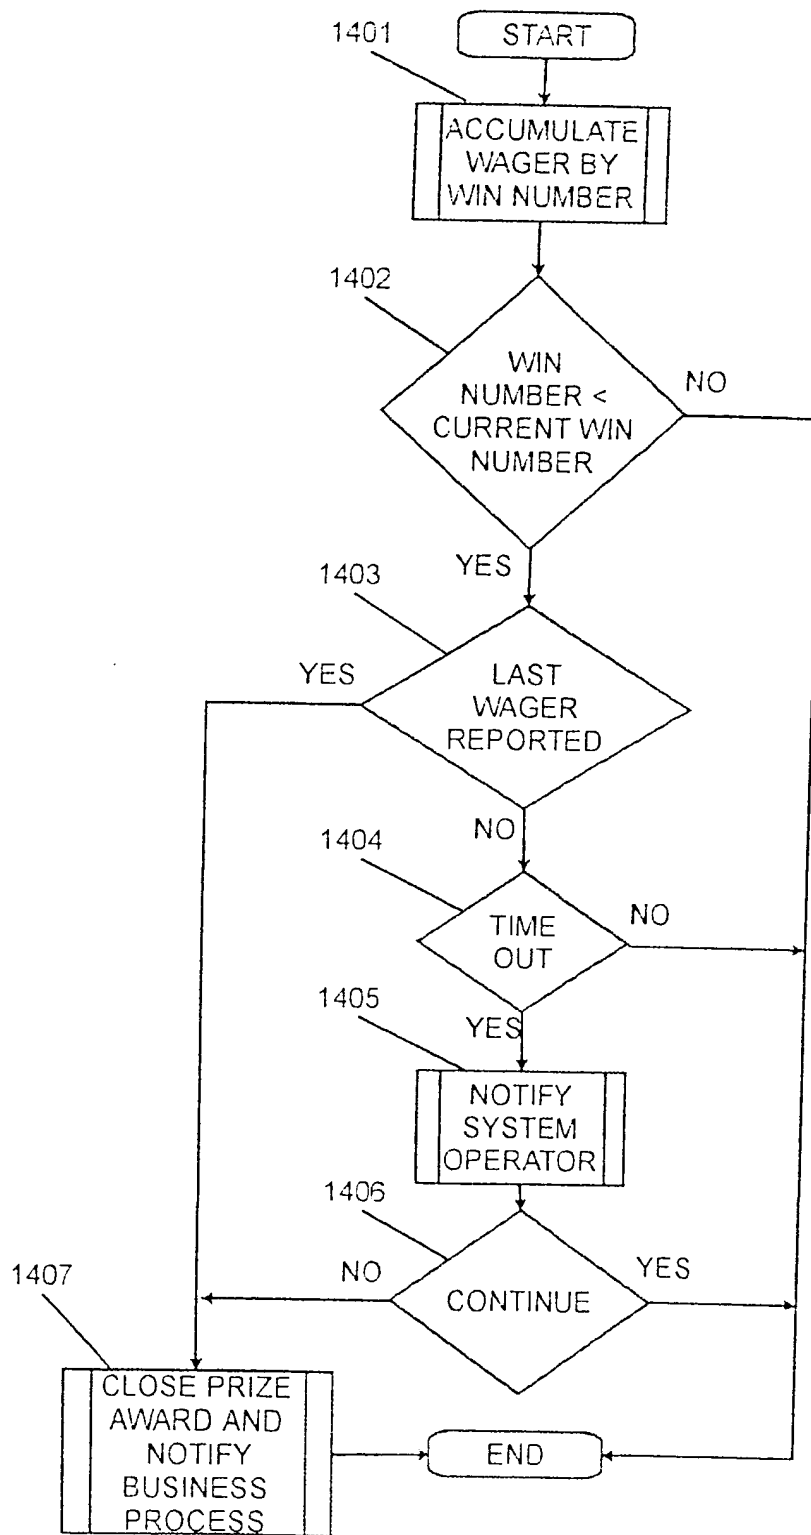 START
1401
ACCUMULATE
WAGER BY
WIN NUMBER
1402
WIN
NUMBER <
CURRENT WIN
NUMBER
NO
YES
1403
YES
LAST
WAGER
REPORTED
NO
1404
TIME
OUT
NO
YES
1405
NOTIFY
SYSTEM
OPERATOR
1406
NO
CONTINUE
YES
1407
CLOSE PRIZE
AWARD AND
NOTIFY
BUSINESS
PROCESS
END